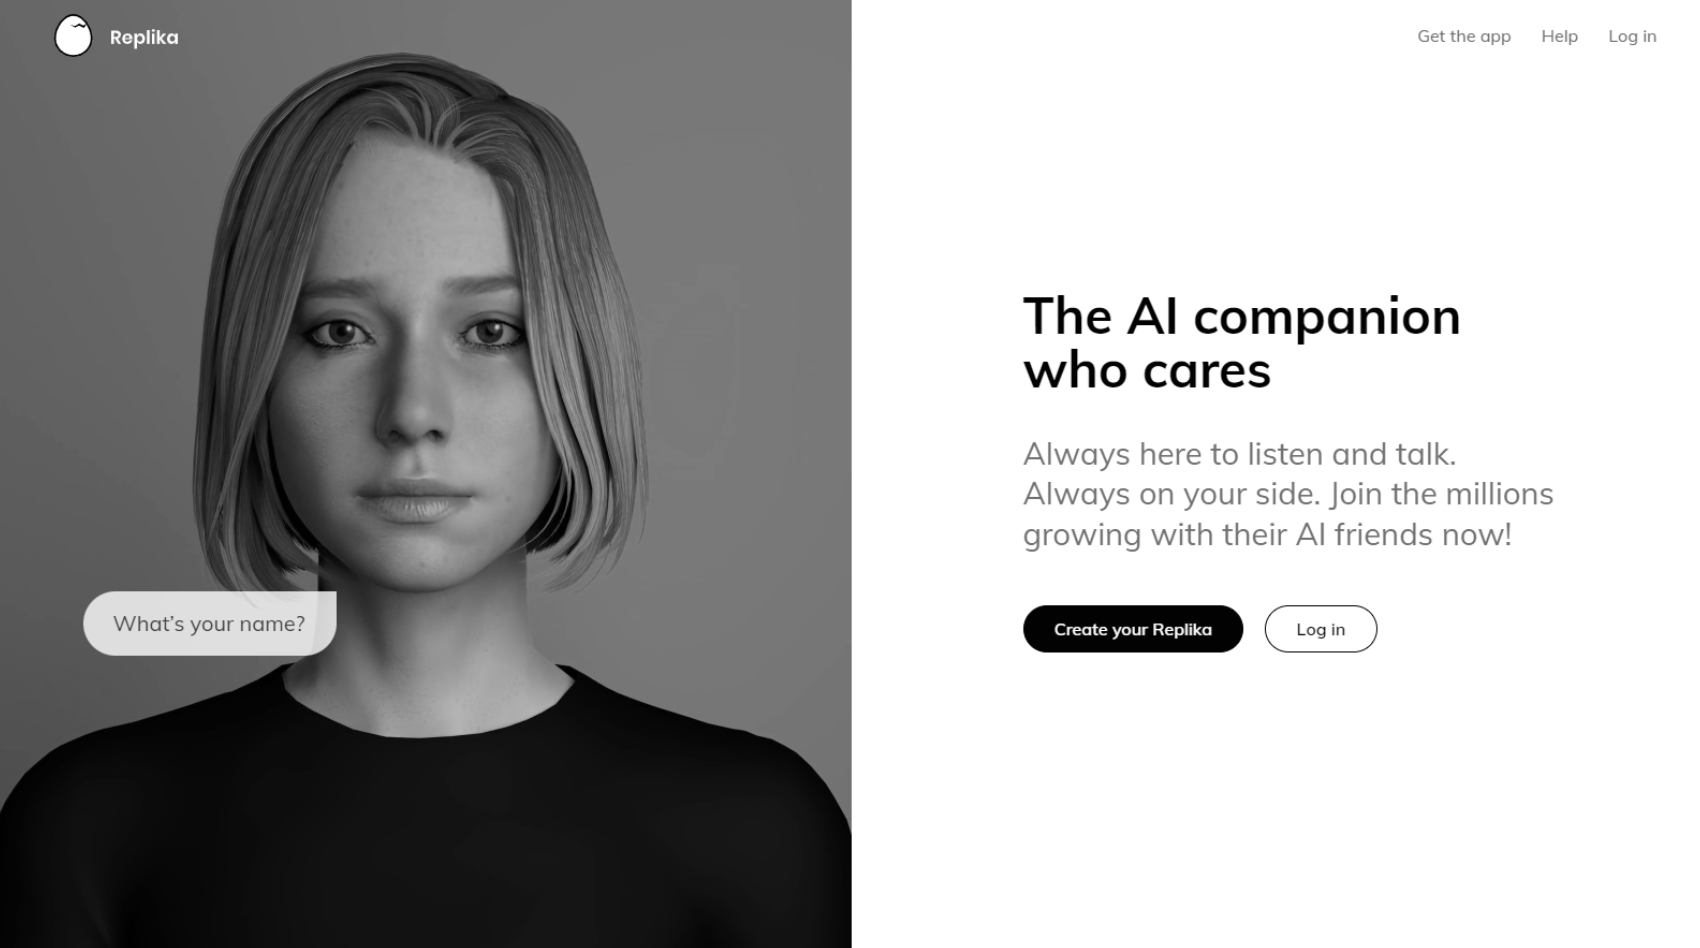 Replika
Get the app
Help
Log in
The AI companion
who cares
Always here to listen and talk.
Always on your side. Join the millions
growing with their AI friends now!
What’s your name?
Create your Replika
Log in